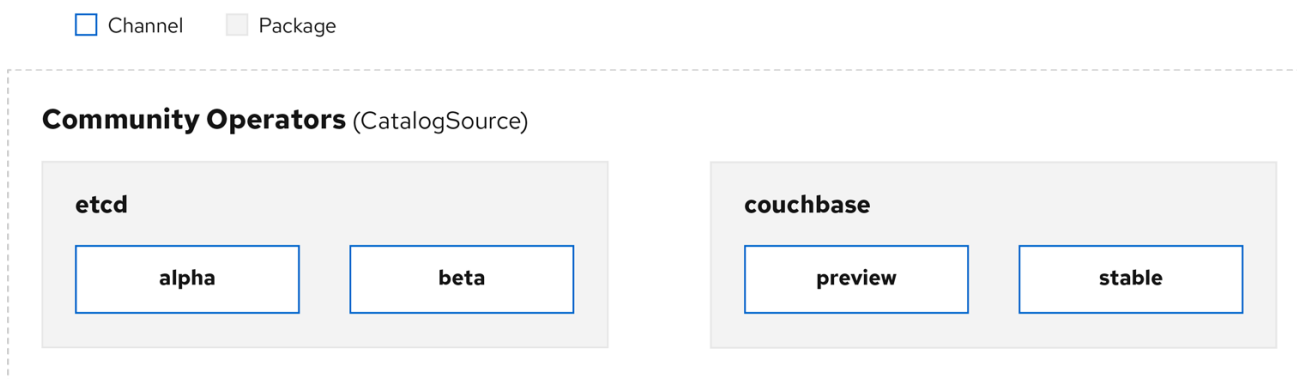 Channel Package
Community Operators (CatalogSource)
etcd
alpha beta
couchbase
preview stable